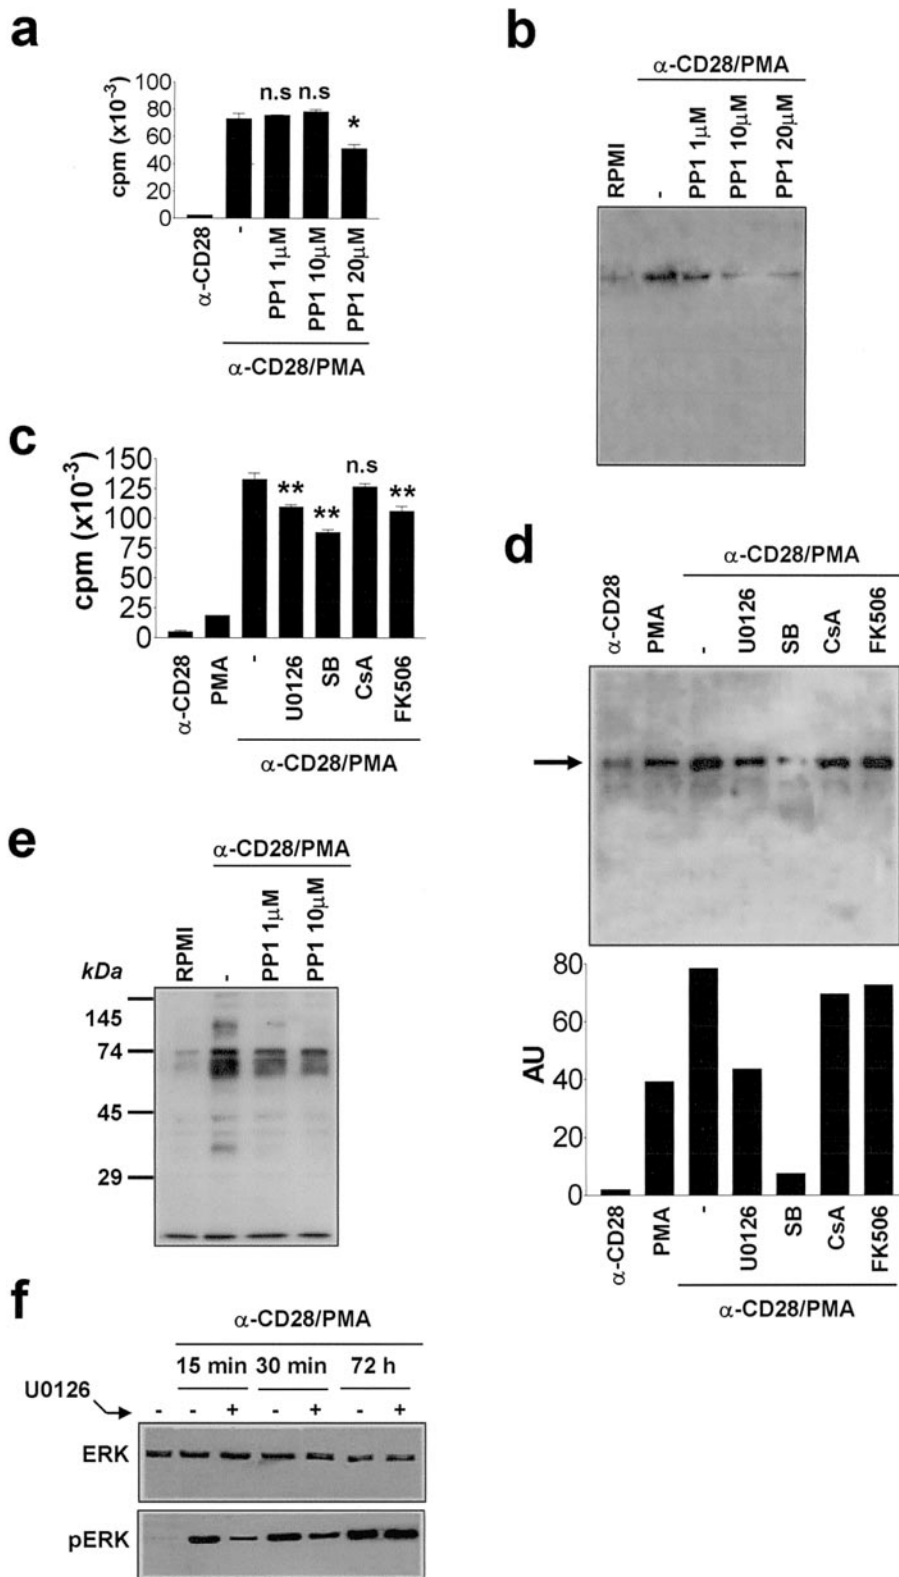 a
cpm (x10⁻³)
100
80
60
40
20
0
n.s
n.s
*
α-CD28
-
PP1 1μM
PP1 10μM
PP1 20μM
α-CD28/PMA
b
α-CD28/PMA
RPMI
-
PP1 1μM
PP1 10μM
PP1 20μM
c
cpm (x10⁻³)
150
125
100
75
50
25
0
**
**
n.s
**
α-CD28
PMA
-
U0126
SB
CsA
FK506
α-CD28/PMA
d
α-CD28/PMA
α-CD28
PMA
-
U0126
SB
CsA
FK506
AU
80
60
40
20
0
α-CD28
PMA
-
U0126
SB
CsA
FK506
α-CD28/PMA
e
α-CD28/PMA
RPMI
-
PP1 1μM
PP1 10μM
kDa
145
74
45
29
f
α-CD28/PMA
15 min 30 min 72 h
U0126
- - + - + - +
ERK
pERK